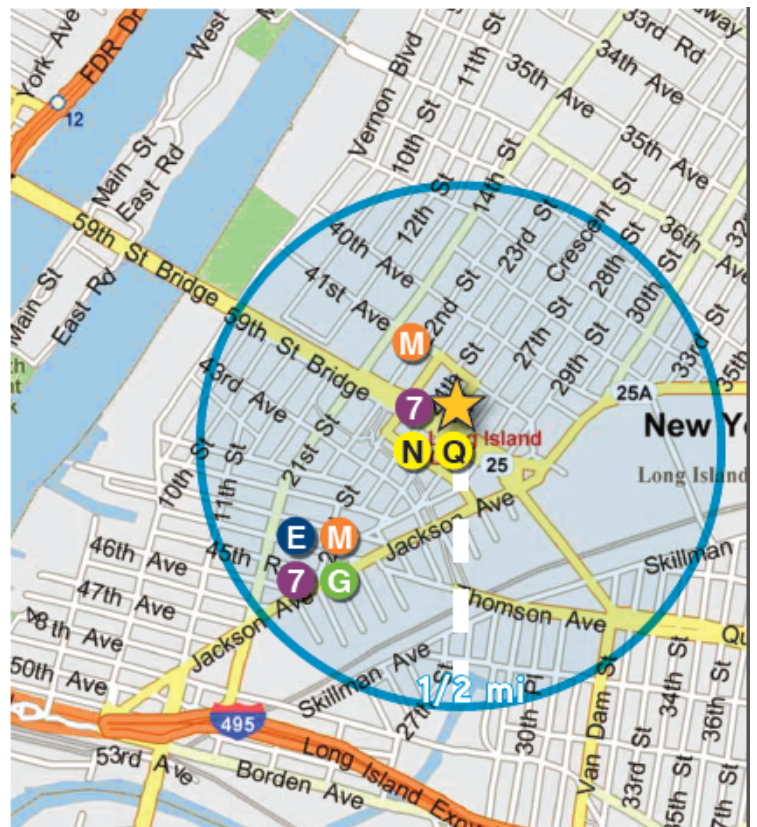 York Ave
FDR Dr
12
West
33rd Rd
34th Ave
35th Ave
35th Ave
36th Ave
11th St
Vernon Blvd
10th St
12th St
14th St
Main St
East Rd
59th St Bridge
Main St
East Rd
40th Ave
41st Ave
23rd St
Crescent St
28th St
30th St
27th St
29th St
33rd
35th
59th St Bridge
M
7
N Q
Island
25
25A
New Y
Long Island
43rd Ave
21st St
10th St
11th St
45th R
E M
7 G
46th Ave
47th Ave
48th Ave
50th Ave
Jackson Ave
Jackson Ave
Skillman
Thomson Ave
Skillman Ave
27th St
1/2 mi
30th Pl
Van Dam St
34th St
36th St
33rd St
35th St
495
53rd Ave
Borden Ave
Long Island Expw